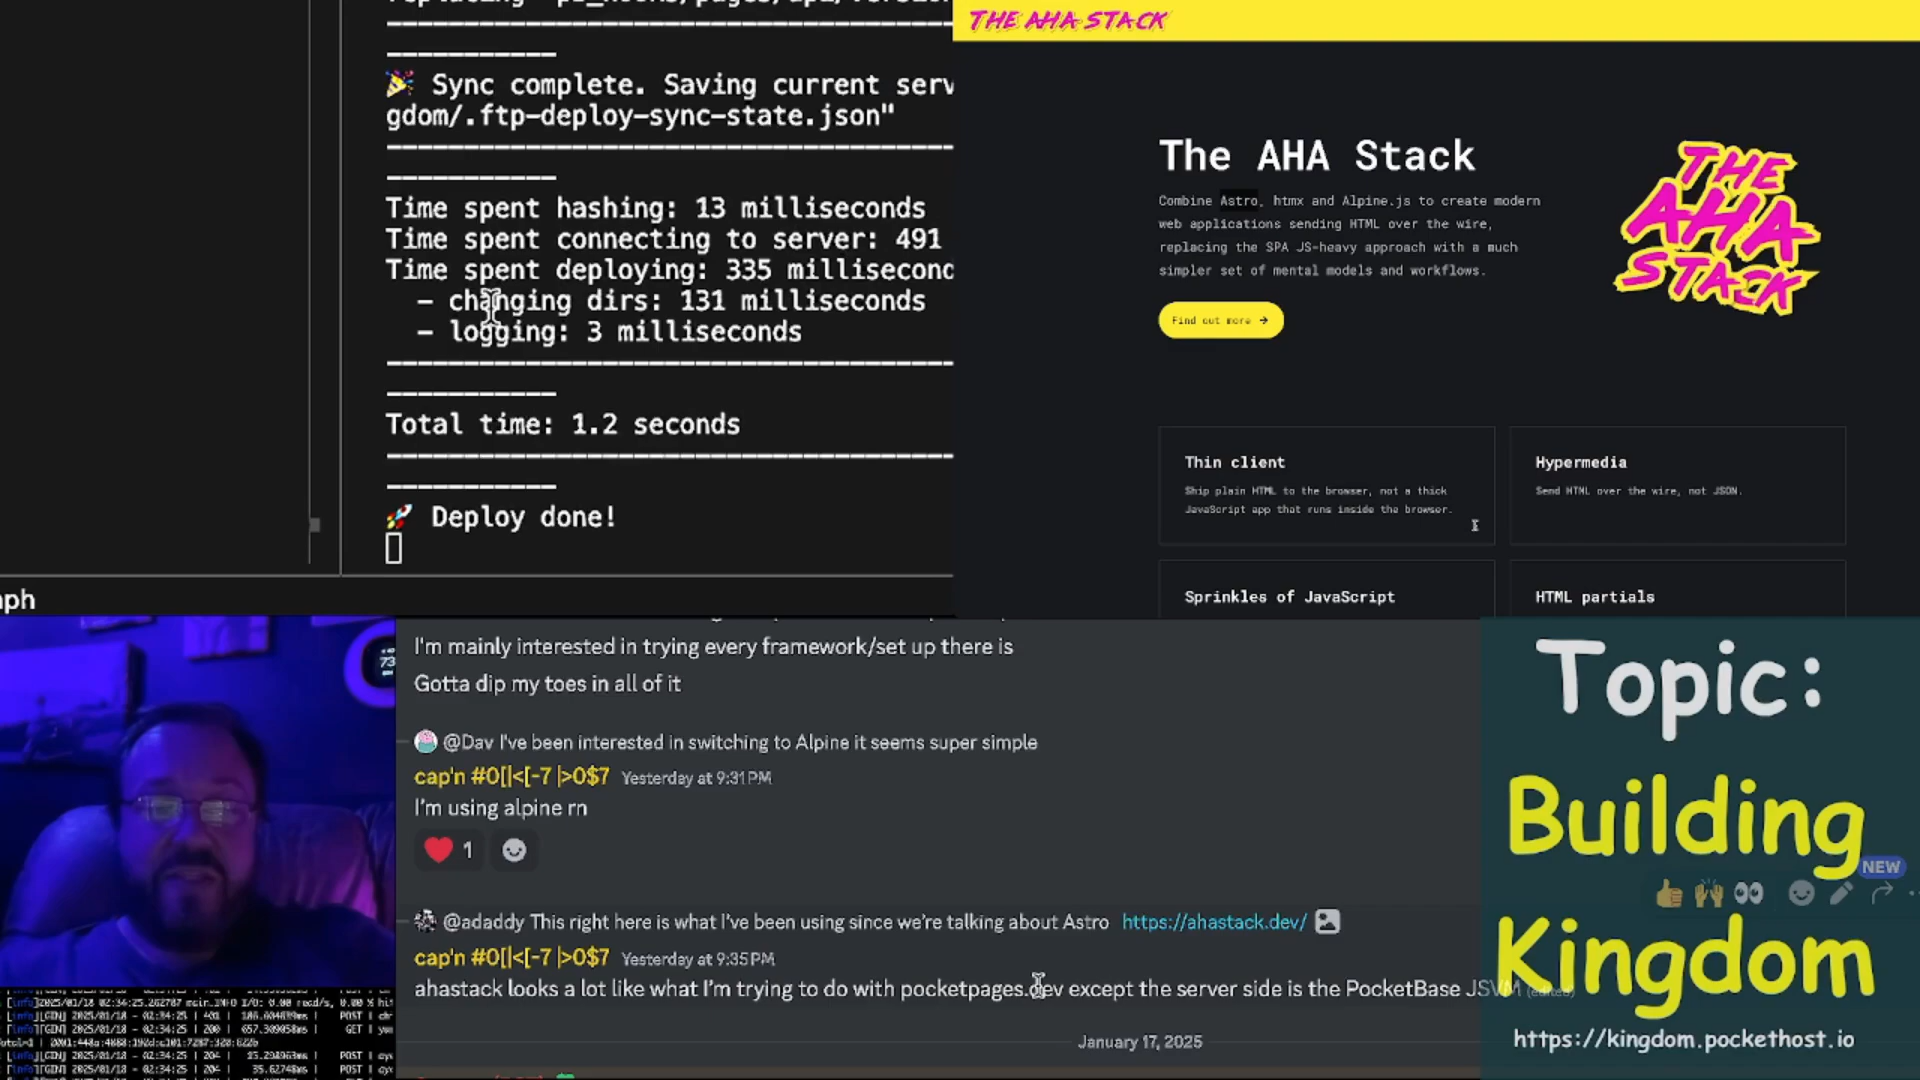 Sync complete. Saving current serv
gdom/.ftp-deploy-sync-state.json"
Time spent hashing: 13 milliseconds
Time spent connecting to server: 491
Time spent deploying: 335 millisecond
– changing dirs: 131 milliseconds
– logging: 3 milliseconds
Total time: 1.2 seconds
Deploy done!
aph
THE AHA STACK
The AHA Stack
Combine Astro, htmx and Alpine.js to create modern
web applications sending HTML over the wire,
replacing the SPA JS-heavy approach with a much
simpler set of mental models and workflows.
Find out more →
THE
AHA
STACK
Thin client
Ship plain HTML to the browser, not a thick
JavaScript app that runs inside the browser.
Hypermedia
Send HTML over the wire, not JSON.
Sprinkles of JavaScript
HTML partials
73
I'm mainly interested in trying every framework/set up there is
Gotta dip my toes in all of it
@Dav I've been interested in switching to Alpine it seems super simple
cap'n #0[|<[-7 |>0$7 Yesterday at 9:31 PM
I'm using alpine rn
1
@adaddy This right here is what I've been using since we're talking about Astro https://ahastack.dev/
cap'n #0[|<[-7 |>0$7 Yesterday at 9:35 PM
ahastack looks a lot like what I'm trying to do with pocketpages.dev except the server side is the PocketBase JSVM (edited)
January 17, 2025
Topic:
Building
NEW
Kingdom
https://kingdom.pockethost.io